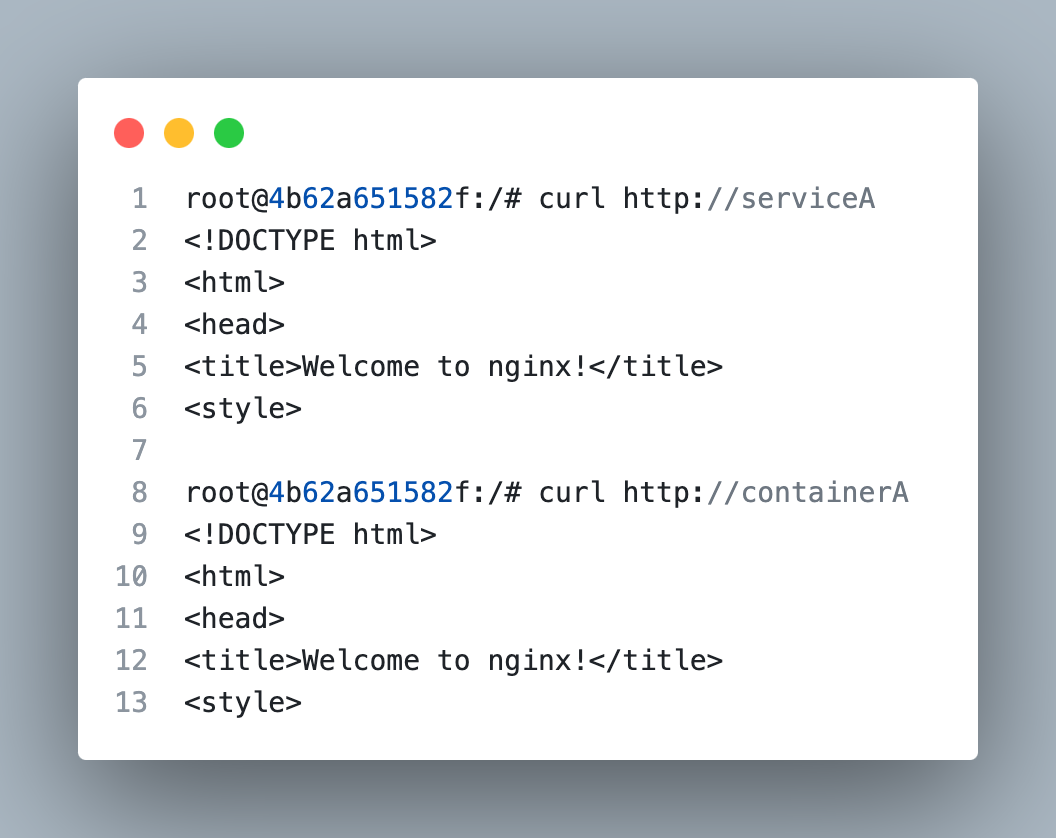 1 root@4b62a651582f:/# curl http://serviceA
2 <!DOCTYPE html>
3 <html>
4 <head>
5 <title>Welcome to nginx!</title>
6 <style>
7
8 root@4b62a651582f:/# curl http://containerA
9 <!DOCTYPE html>
10 <html>
11 <head>
12 <title>Welcome to nginx!</title>
13 <style>